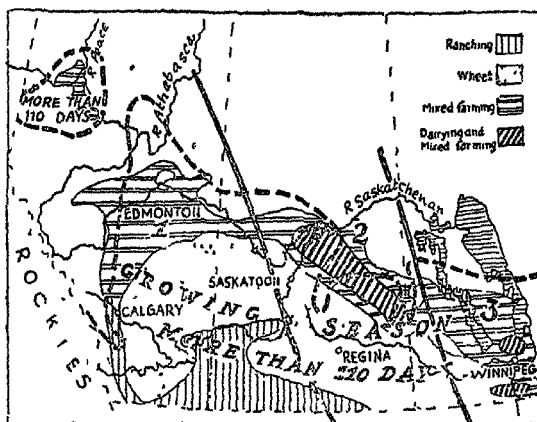 Ranching
Wheat
Mixed farming
Dairying and
Mixed farming
R Peace
MORE THAN
110 DAYS
R Athabasca
R Saskatchewan
EDMONTON
1
2
3
ROCKIES
SASKATOON
CALGARY
GROWING
SEASON
MORE THAN
110 DAY
REGINA
WINNIPEG